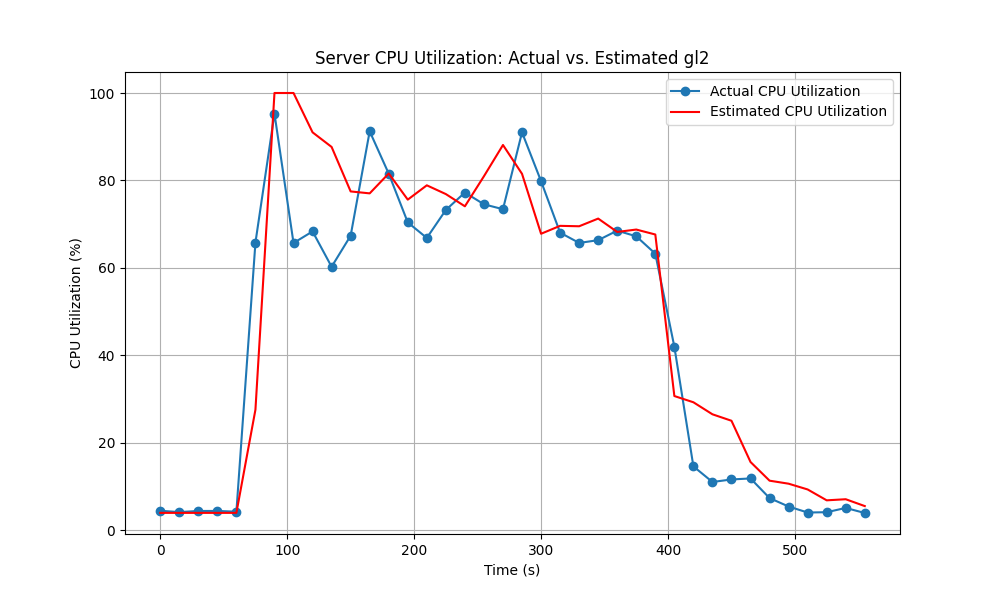 Server CPU Utilization: Actual vs. Estimated gl2
Actual CPU Utilization
Estimated CPU Utilization
100
80
60
40
20
0
CPU Utilization (%)
0 100 200 300 400 500
Time (s)